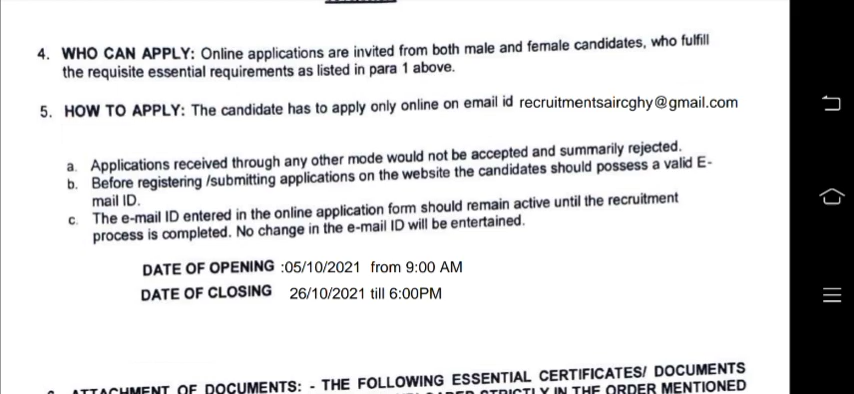 4. WHO CAN APPLY: Online applications are invited from both male and female candidates, who fulfill
the requisite essential requirements as listed in para 1 above.
5. HOW TO APPLY: The candidate has to apply only online on email id recruitmentsaircghy@gmail.com
a. Applications received through any other mode would not be accepted and summarily rejected.
b. Before registering /submitting applications on the website the candidates should possess a valid E-
mail ID.
c. The e-mail ID entered in the online application form should remain active until the recruitment
process is completed. No change in the e-mail ID will be entertained.
DATE OF OPENING :05/10/2021 from 9:00 AM
DATE OF CLOSING 26/10/2021 till 6:00PM
ATTACHMENT OF DOCUMENTS: - THE FOLLOWING ESSENTIAL CERTIFICATES/ DOCUMENTS
STRICTLY IN THE ORDER MENTIONED